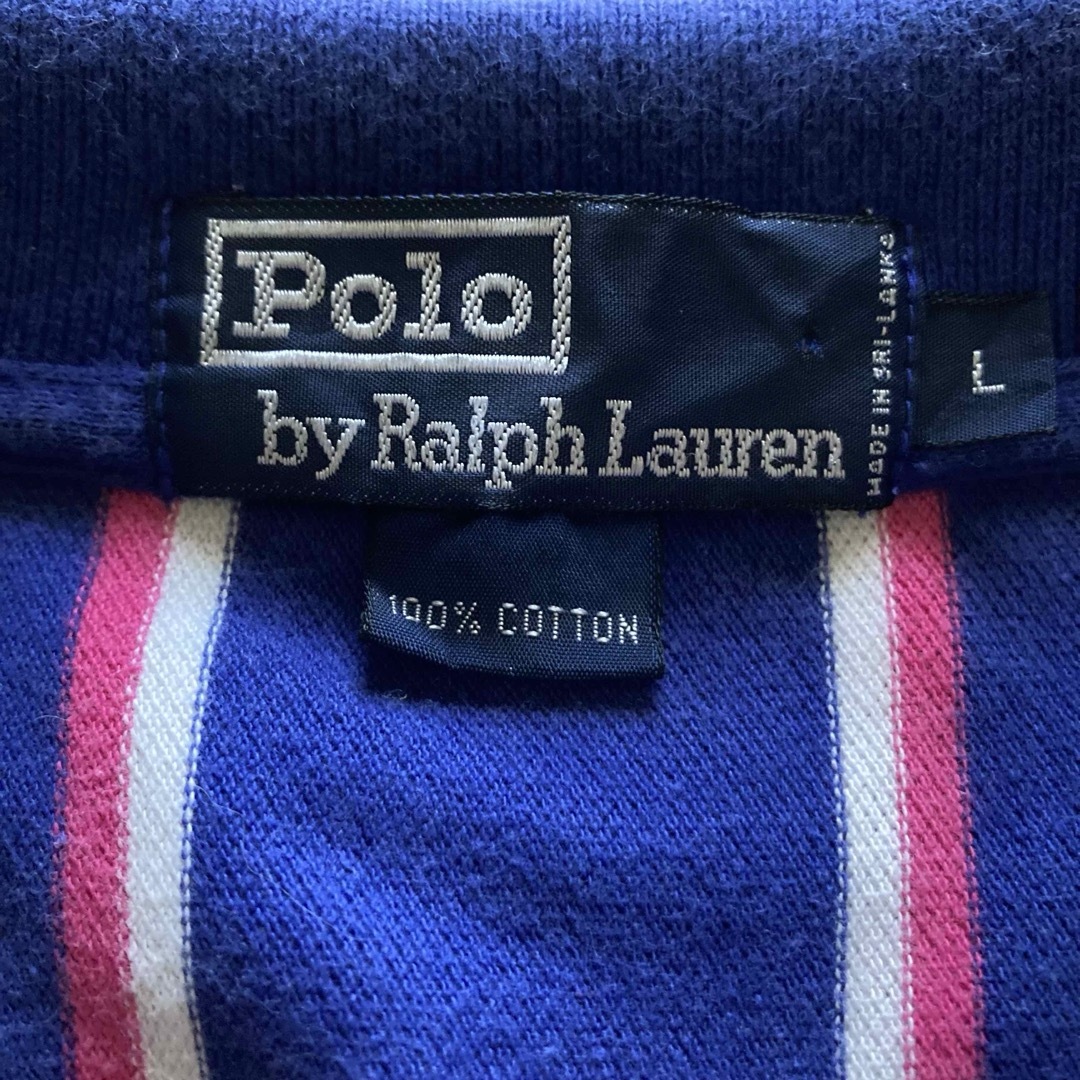 Polo
by Ralph Lauren
MADE IN SRI-LANKA
L
100% COTTON